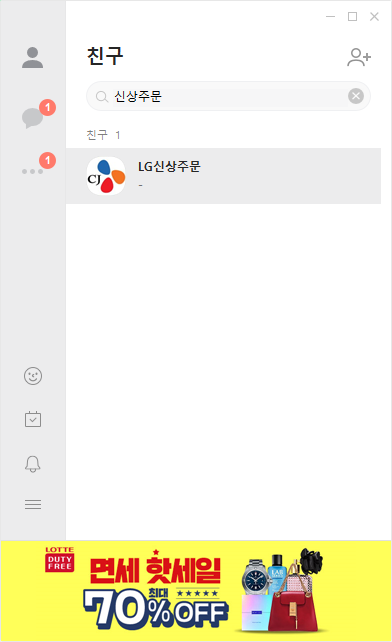 친구
신상주문
1
친구 1
1
CJ
LG신상주문
-
LOTTE
DUTY
FREE
면세 핫세일
최대
★★★★★
70% OFF